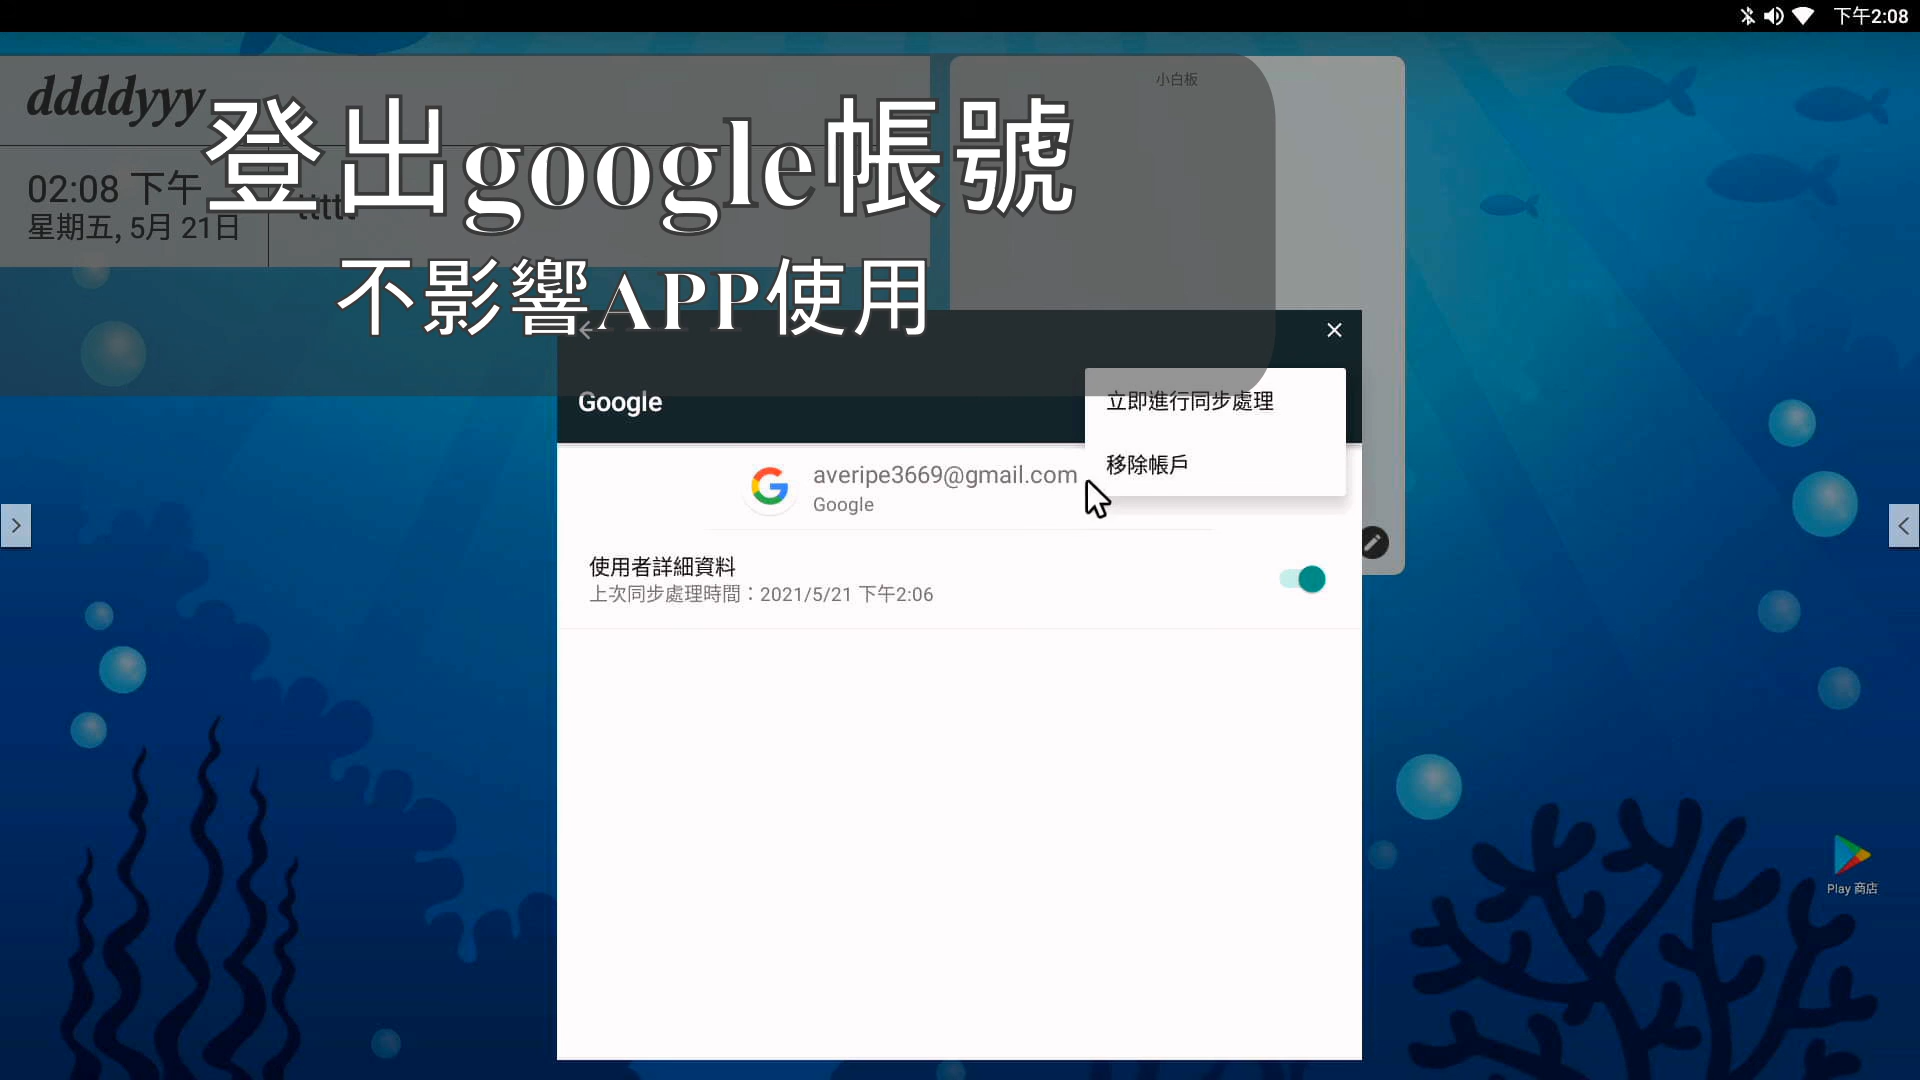 下午2:08
ddddyyy
小白板
登出google帳號
02:08 下午
星期五, 5月 21日
不影響APP使用
Google
立即進行同步處理
移除帳戶
averipe3669@gmail.com
Google
使用者詳細資料
上次同步處理時間：2021/5/21 下午2:06
Play 商店